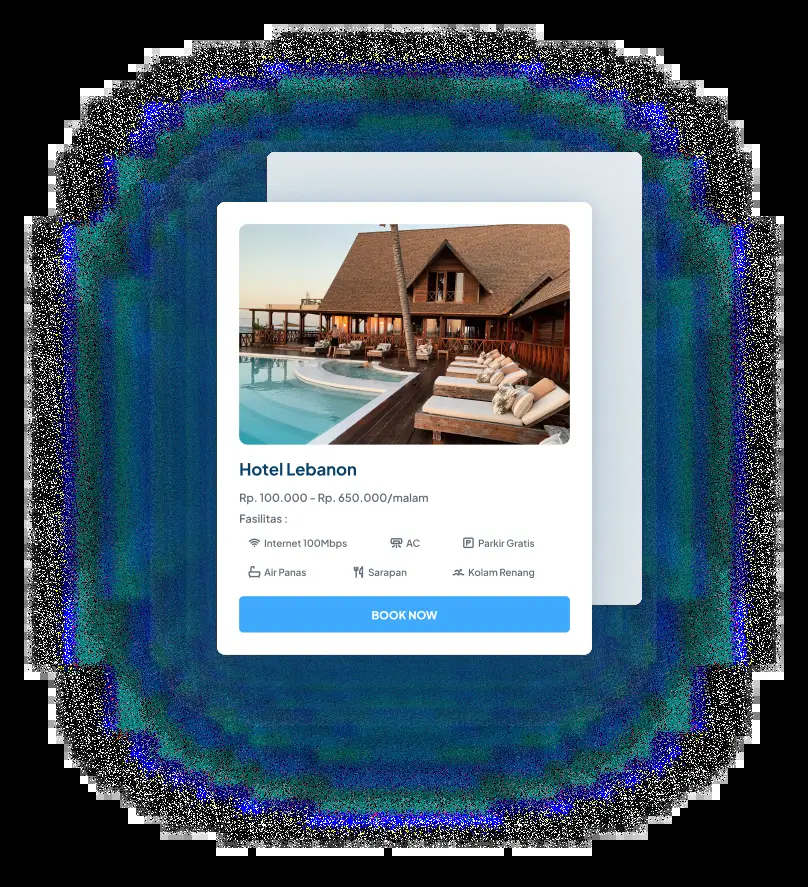 Hotel Lebanon
Rp. 100.000 - Rp. 650.000/malam
Fasilitas :
Internet 100Mbps AC Parkir Gratis
Air Panas Sarapan Kolam Renang
BOOK NOW